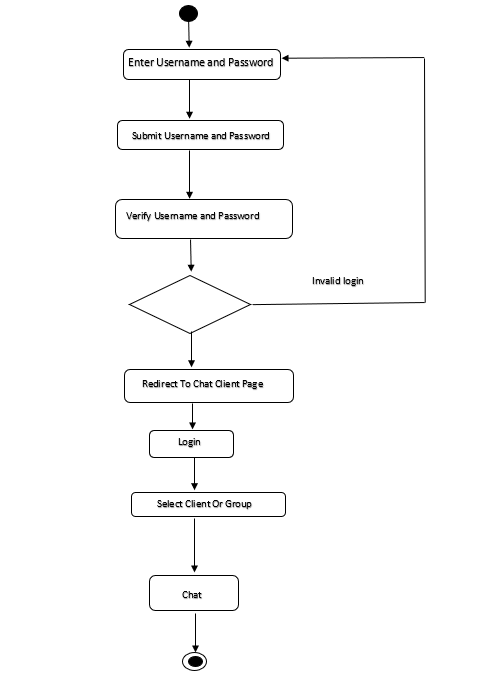 Enter Username and Password
Submit Username and Password
Verify Username and Password
Invalid login
Redirect To Chat Client Page
Login
Select Client Or Group
Chat